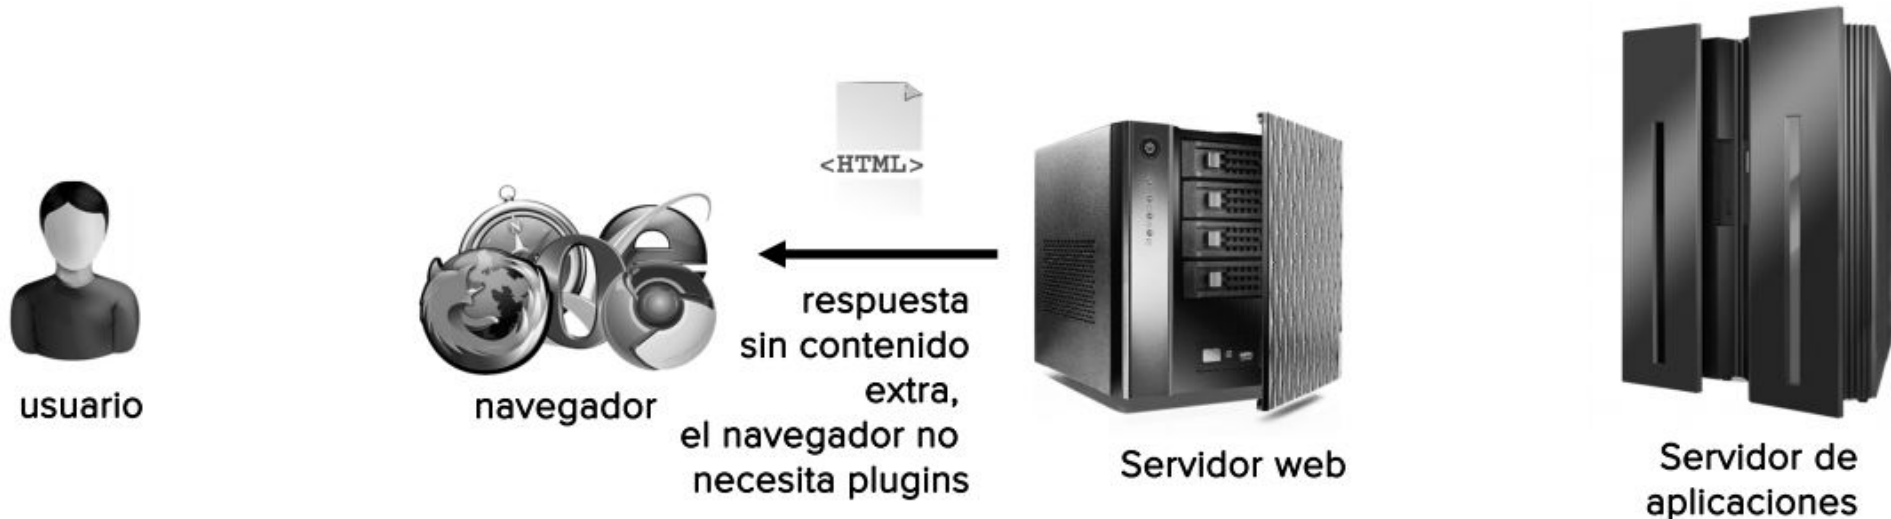 <HTML>
respuesta
sin contenido
extra,
el navegador no
necesita plugins
usuario
navegador
Servidor web
Servidor de
aplicaciones